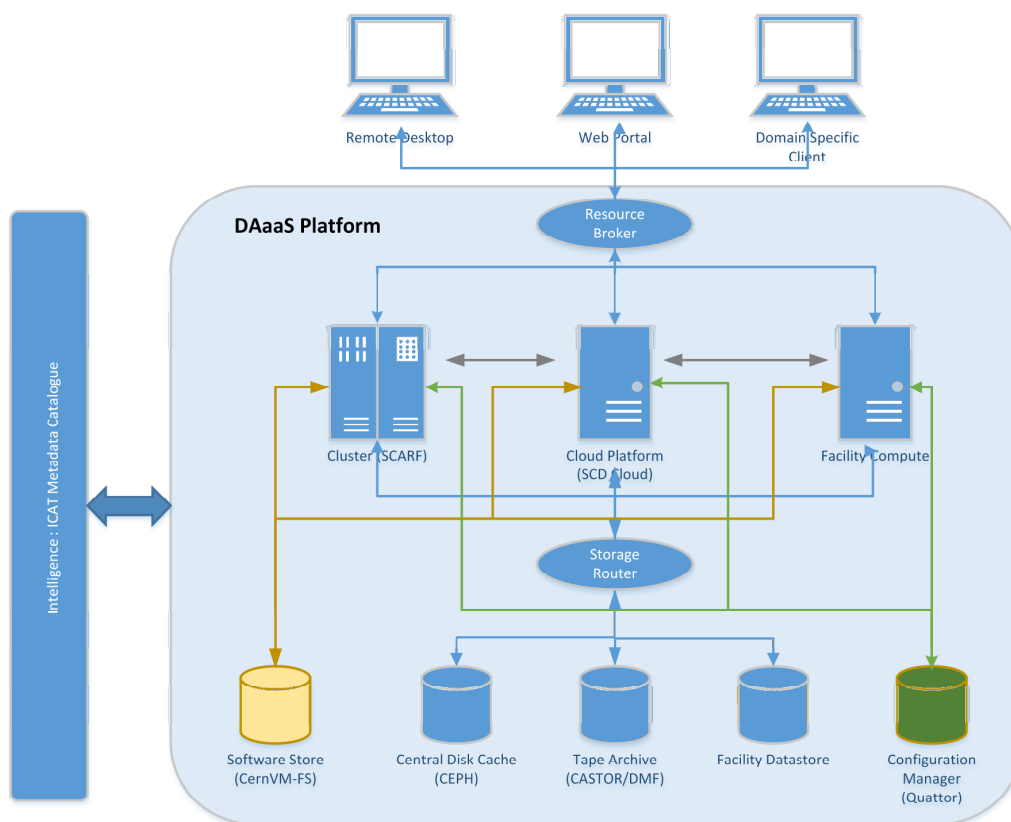 Remote Desktop
Web Portal
Domain Specific
Client
DAaaS Platform
Resource
Broker
Intelligence : ICAT Metadata Catalogue
Cluster (SCARF)
Cloud Platform
(SCD Cloud)
Facility Compute
Storage
Router
Software Store
(CernVM-FS)
Central Disk Cache
(CEPH)
Tape Archive
(CASTOR/DMF)
Facility Datastore
Configuration
Manager
(Quattor)